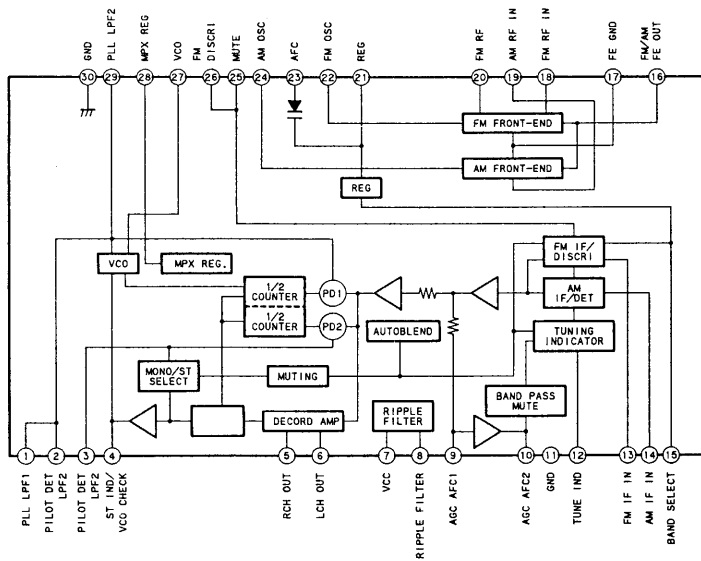 GND
PLL LPF2
MPX REG
VCO
FM
DISCRI
MUTE
AM OSC
AFC
FM OSC
REG
FM RF
AM RF IN
FM RF IN
FE GND
FM/AM
FE OUT
30
29
28
27
26
25
24
23
22
21
20
19
18
17
16
FM FRONT-END
AM FRONT-END
REG
VCO
MPX REG.
1/2
COUNTER
1/2
COUNTER
PD1
PD2
FM IF/
DISCRI
AM
IF/DET
TUNING
INDICATOR
AUTOBLEND
MONO/ST
SELECT
MUTING
BAND PASS
MUTE
DECORD AMP
RIPPLE
FILTER
1
2
3
4
5
6
7
8
9
10
11
12
13
14
15
PLL LPF1
PILOT DET
LPF2
PILOT DET
LPF2
ST IND/
VCO CHECK
RCH OUT
LCH OUT
VCC
RIPPLE FILTER
AGC AFC1
AGC AFC2
GND
TUNE IND
FM IF IN
AM IF IN
BAND SELECT